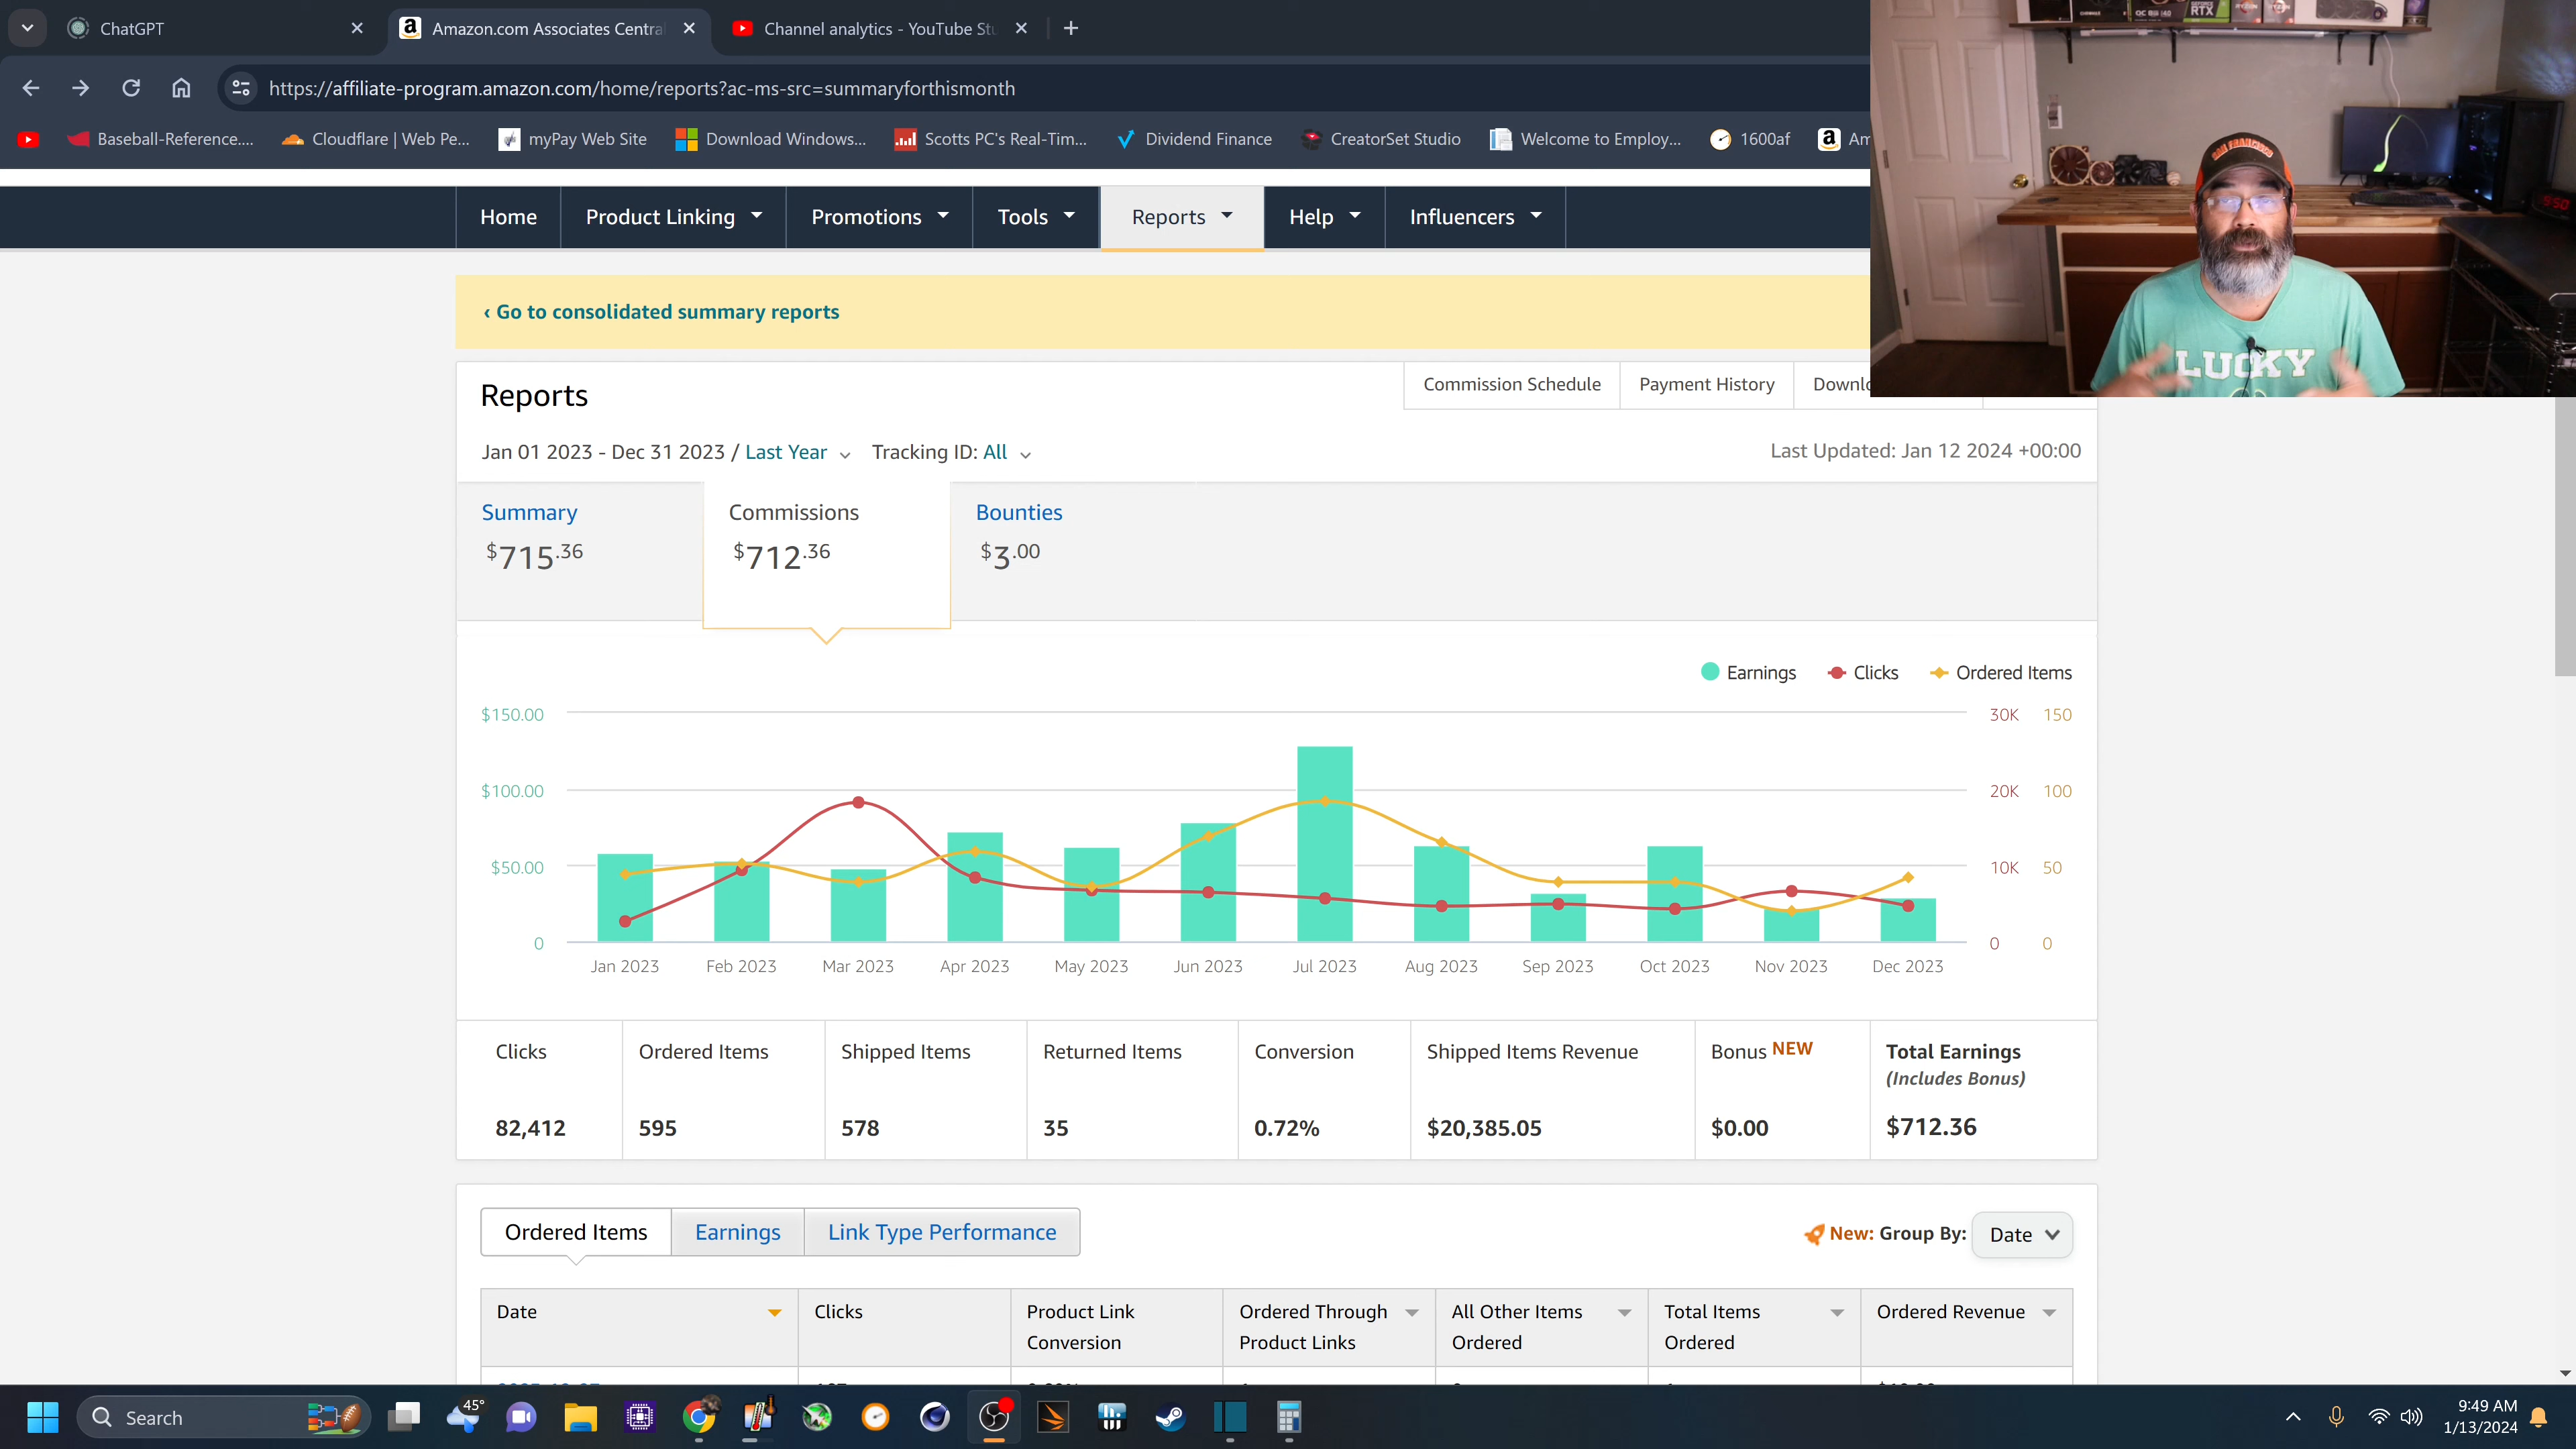 ChatGPT
Amazon.com Associates Central
Channel analytics - YouTube Stu
https://affiliate-program.amazon.com/home/reports?ac-ms-src=summaryforthismonth
Baseball-Reference.... Cloudflare | Web Pe... myPay Web Site Download Windows... Scotts PC's Real-Tim... Dividend Finance CreatorSet Studio Welcome to Employ... 1600af Am
SAN FRANCISCO
LUCKY
Home Product Linking Promotions Tools Reports Help Influencers
‹ Go to consolidated summary reports
Reports
Commission Schedule Payment History Downlo
Jan 01 2023 - Dec 31 2023 / Last Year Tracking ID: All
Last Updated: Jan 12 2024 +00:00
Summary Commissions Bounties
$715.36 $712.36 $3.00
Earnings Clicks Ordered Items
$150.00 30K 150
$100.00 20K 100
$50.00 10K 50
0 0 0
Jan 2023 Feb 2023 Mar 2023 Apr 2023 May 2023 Jun 2023 Jul 2023 Aug 2023 Sep 2023 Oct 2023 Nov 2023 Dec 2023
Clicks Ordered Items Shipped Items Returned Items Conversion Shipped Items Revenue Bonus NEW Total Earnings
(Includes Bonus)
82,412 595 578 35 0.72% $20,385.05 $0.00 $712.36
Ordered Items Earnings Link Type Performance
New: Group By: Date
Date Clicks Product Link Ordered Through All Other Items Total Items Ordered Revenue
Conversion Product Links Ordered Ordered
Search
45°
9:49 AM
1/13/2024